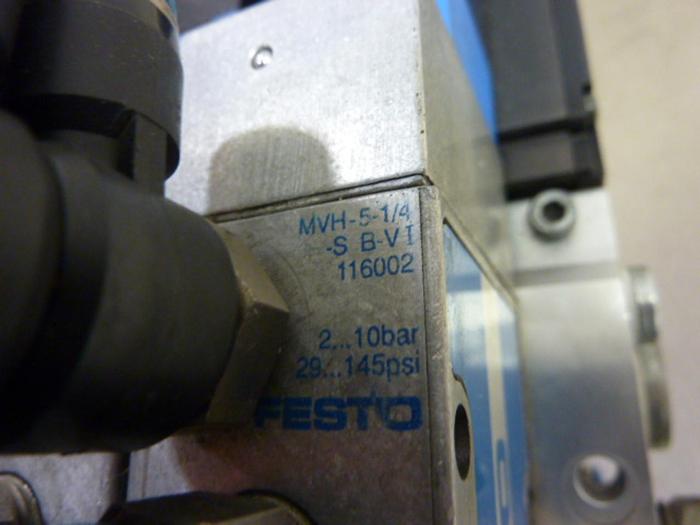 MVH-5-1/4
-S B-VI
116002
2...10bar
29...145psi
FESTO